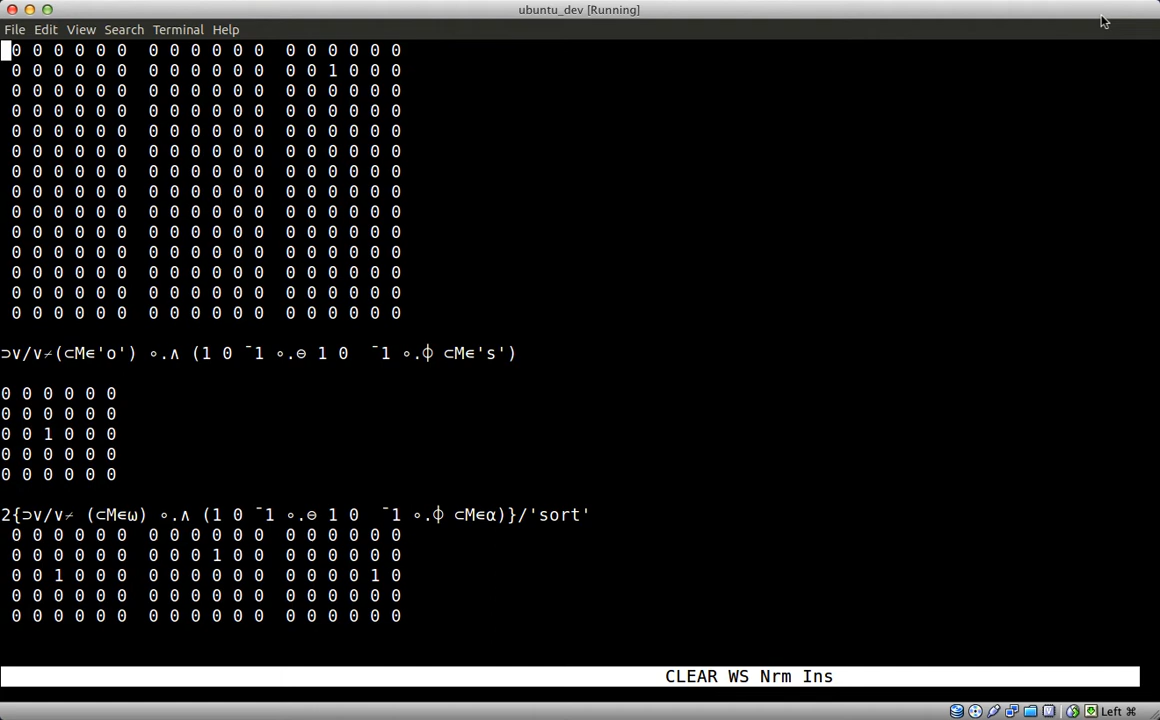 ubuntu_dev [Running]
File Edit View Search Terminal Help
0 0 0 0 0 0  0 0 0 0 0 0  0 0 0 0 0 0
0 0 0 0 0 0  0 0 0 0 0 0  0 0 1 0 0 0
0 0 0 0 0 0  0 0 0 0 0 0  0 0 0 0 0 0
0 0 0 0 0 0  0 0 0 0 0 0  0 0 0 0 0 0
0 0 0 0 0 0  0 0 0 0 0 0  0 0 0 0 0 0
0 0 0 0 0 0  0 0 0 0 0 0  0 0 0 0 0 0
0 0 0 0 0 0  0 0 0 0 0 0  0 0 0 0 0 0
0 0 0 0 0 0  0 0 0 0 0 0  0 0 0 0 0 0
0 0 0 0 0 0  0 0 0 0 0 0  0 0 0 0 0 0
0 0 0 0 0 0  0 0 0 0 0 0  0 0 0 0 0 0
0 0 0 0 0 0  0 0 0 0 0 0  0 0 0 0 0 0
0 0 0 0 0 0  0 0 0 0 0 0  0 0 0 0 0 0
0 0 0 0 0 0  0 0 0 0 0 0  0 0 0 0 0 0
0 0 0 0 0 0  0 0 0 0 0 0  0 0 0 0 0 0
⊃∨/∨⌿(⊂M∊'o') ∘.∧ (1 0 ¯1 ∘.⊖ 1 0  ¯1 ∘.⌽ ⊂M∊'s')
0 0 0 0 0 0
0 0 0 0 0 0
0 0 1 0 0 0
0 0 0 0 0 0
0 0 0 0 0 0
2{⊃∨/∨⌿ (⊂M∊⍵) ∘.∧ (1 0 ¯1 ∘.⊖ 1 0  ¯1 ∘.⌽ ⊂M∊⍺)}/'sort'
0 0 0 0 0 0  0 0 0 0 0 0  0 0 0 0 0 0
0 0 0 0 0 0  0 0 0 1 0 0  0 0 0 0 0 0
0 0 1 0 0 0  0 0 0 0 0 0  0 0 0 0 1 0
0 0 0 0 0 0  0 0 0 0 0 0  0 0 0 0 0 0
0 0 0 0 0 0  0 0 0 0 0 0  0 0 0 0 0 0
CLEAR WS Nrm Ins
Left ⌘